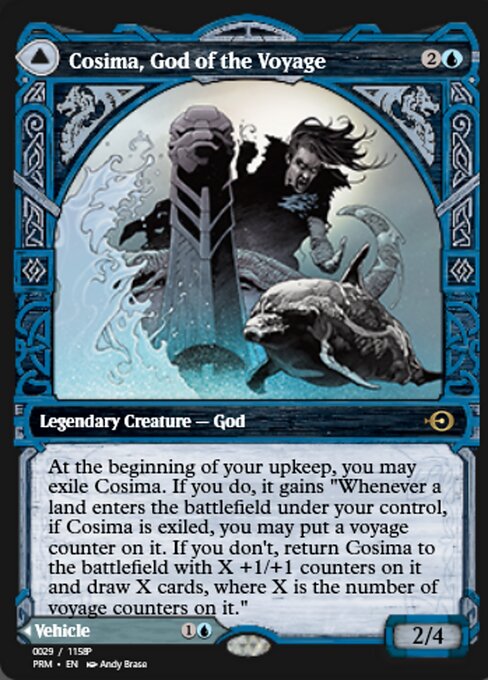 Cosima, God of the Voyage 2
Legendary Creature — God
At the beginning of your upkeep, you may
exile Cosima. If you do, it gains "Whenever a
land enters the battlefield under your control,
if Cosima is exiled, you may put a voyage
counter on it. If you don't, return Cosima to
the battlefield with X +1/+1 counters on it
and draw X cards, where X is the number of
voyage counters on it."
Vehicle 1
2/4
0029 / 1158P
PRM • EN Andy Brase